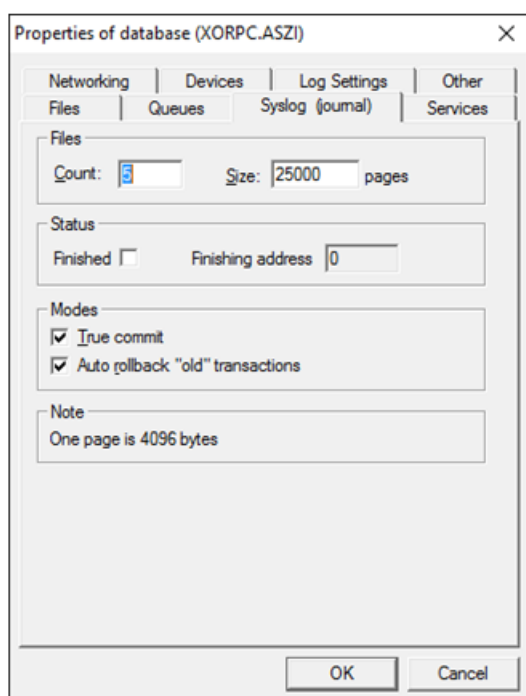 Properties of database (XORPC.ASZI)
Networking Devices Log Settings Other
Files Queues Syslog (journal) Services
Files
Count: 5 Size: 25000 pages
Status
Finished Finishing address 0
Modes
True commit
Auto rollback "old" transactions
Note
One page is 4096 bytes
OK Cancel